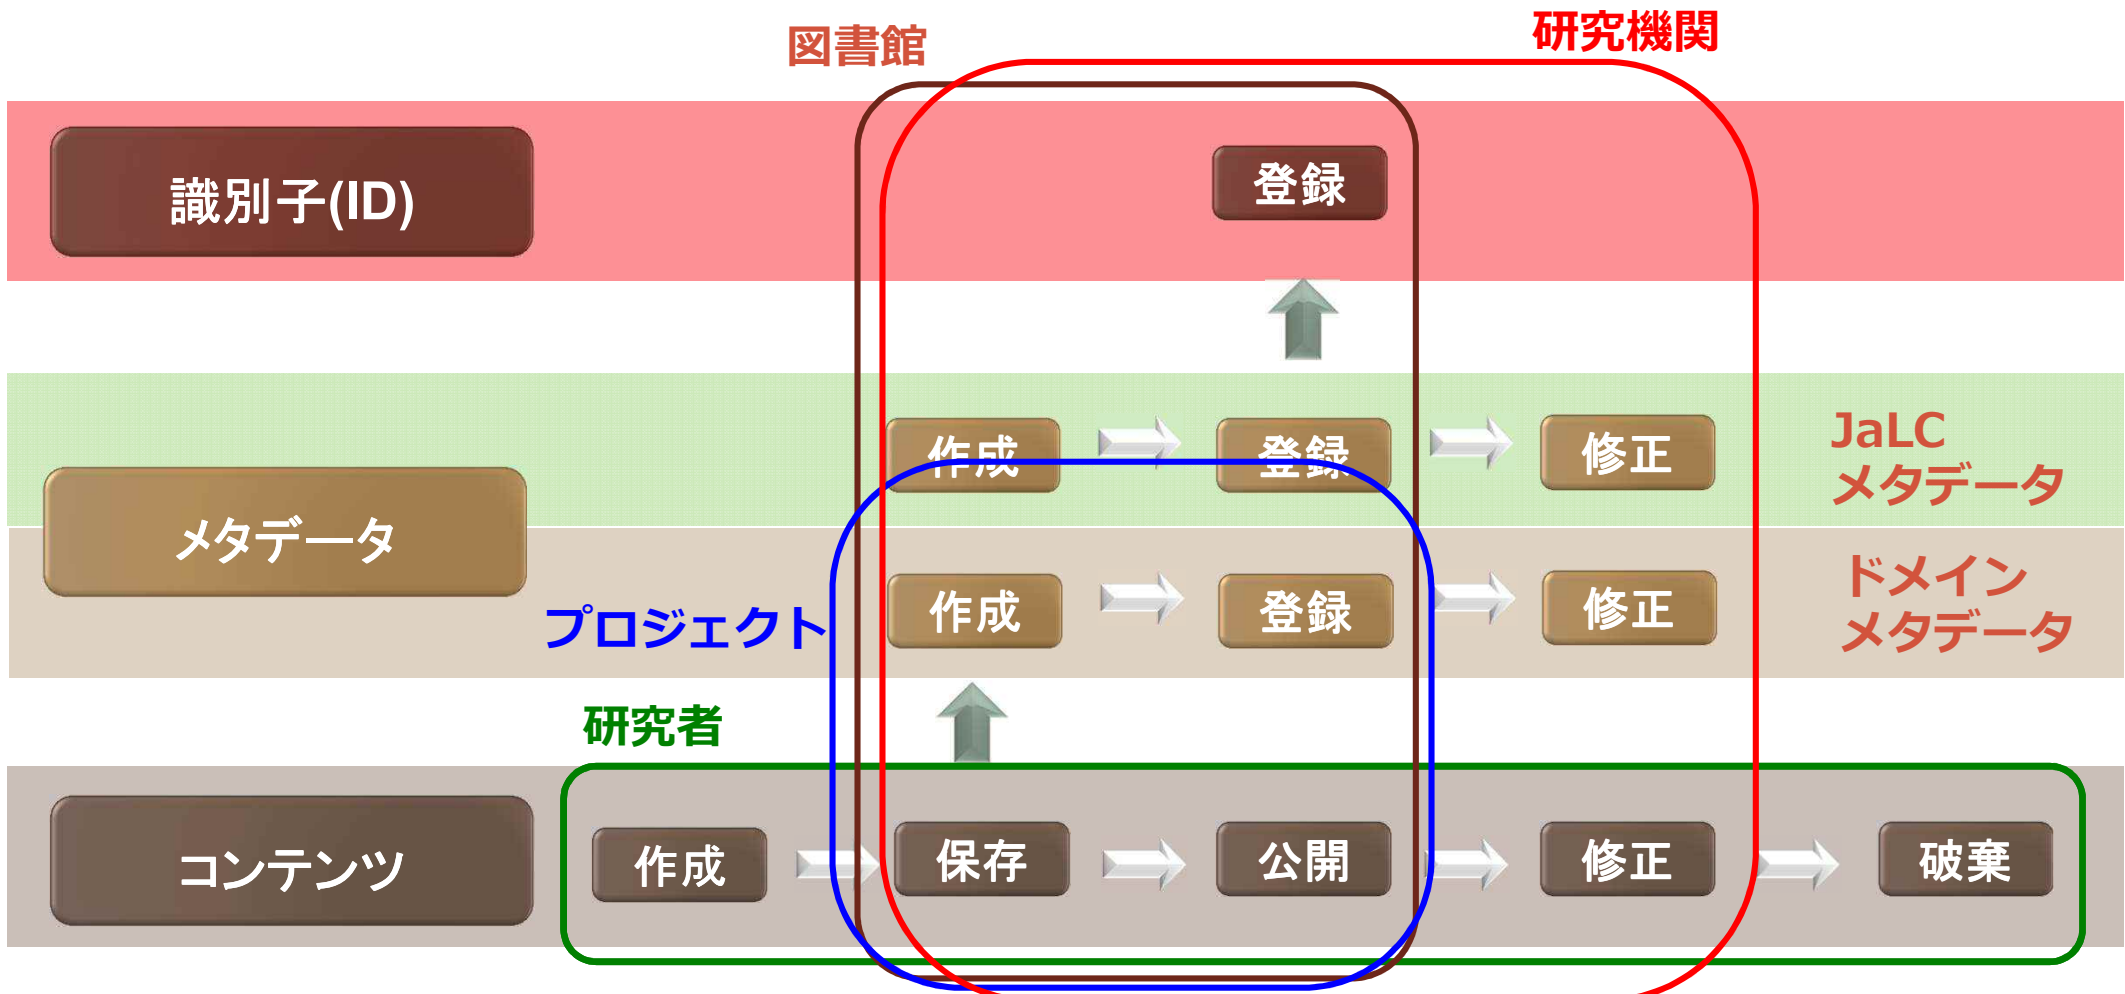 図書館
研究機関
識別子(ID)
登録
作成
登録
修正
JaLC
メタデータ
メタデータ
作成
登録
修正
ドメイン
メタデータ
プロジェクト
研究者
コンテンツ
作成
保存
公開
修正
破棄